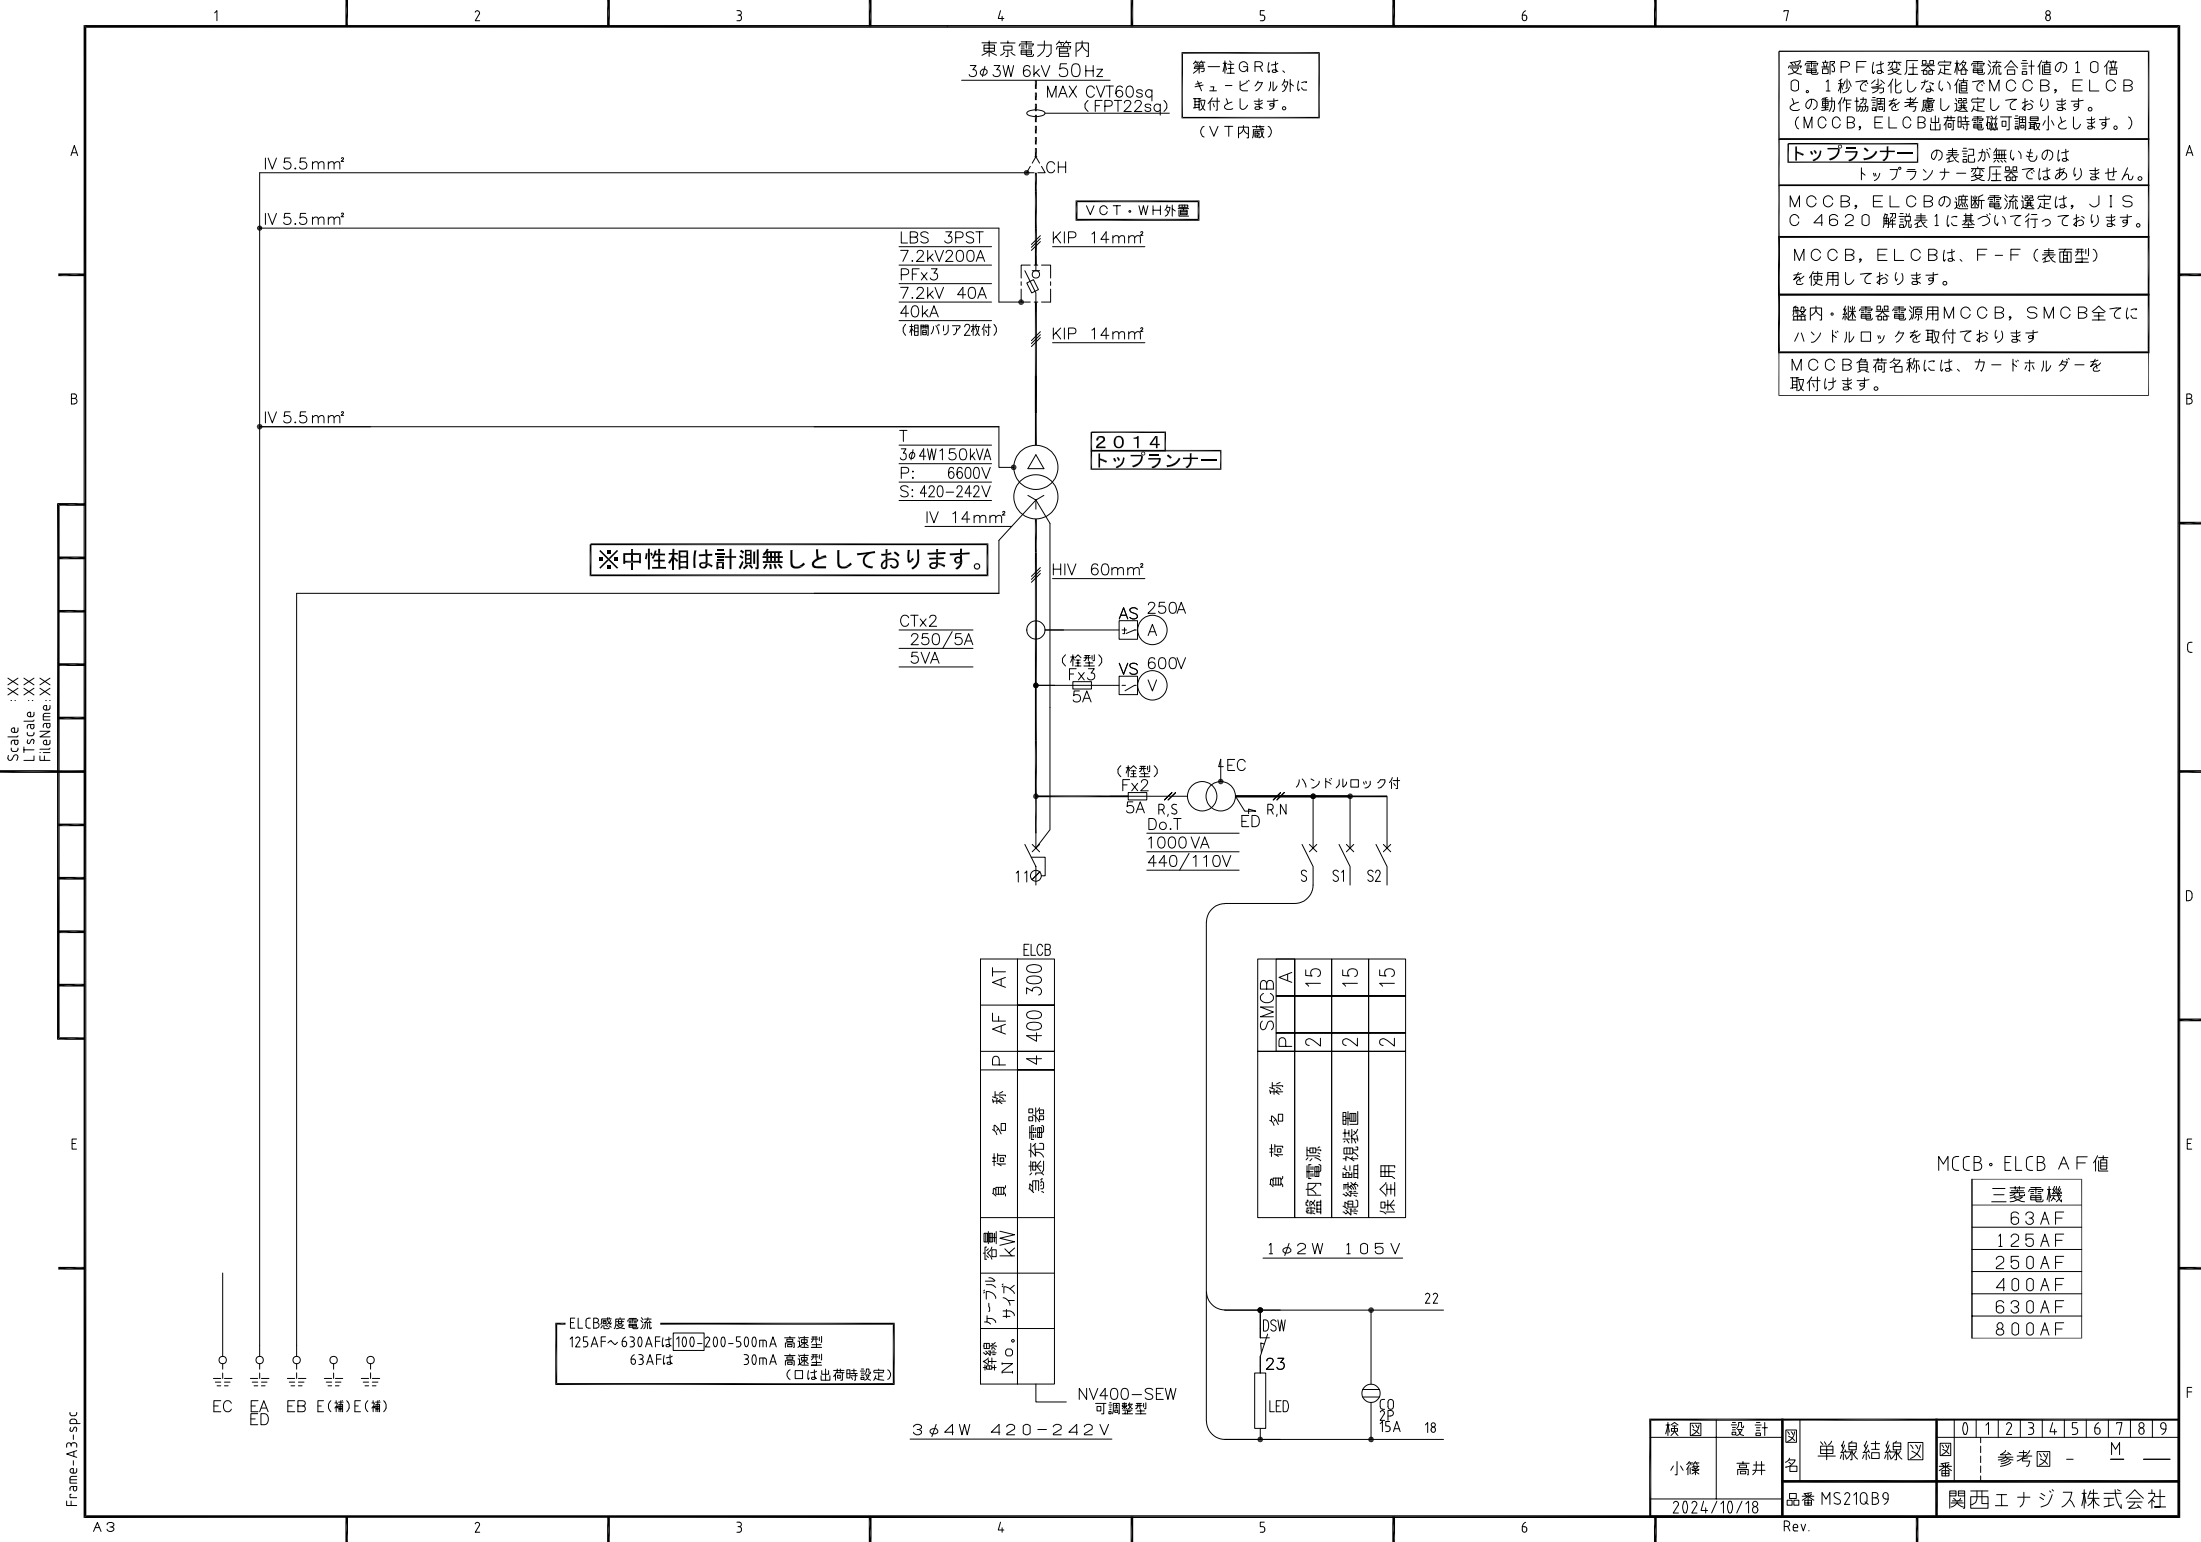 1 2 3 4 5 6 7 8
東京電力管内
3φ3W 6kV 50Hz
MAX CVT60sq
(FPT22sq)
第一柱ＧＲは、
キュービクル外に
取付とします。
（ＶＴ内蔵）
受電部ＰＦは変圧器定格電流合計値の１０倍
０．１秒で劣化しない値でＭＣＣＢ，ＥＬＣＢ
との動作協調を考慮し選定しております。
（ＭＣＣＢ，ＥＬＣＢ出荷時電磁可調最小とします。）
トップランナー の表記が無いものは
トップランナー変圧器ではありません。
ＭＣＣＢ，ＥＬＣＢの遮断電流選定は，ＪＩＳ
Ｃ ４６２０ 解説表１に基づいて行っております。
ＭＣＣＢ，ＥＬＣＢは、Ｆ－Ｆ（表面型）
を使用しております。
盤内・継電器電源用ＭＣＣＢ，ＳＭＣＢ全てに
ハンドルロックを取付ております
ＭＣＣＢ負荷名称には、カードホルダーを
取付けます。
A A
IV 5.5mm²
CH
ＶＣＴ・ＷＨ外置
IV 5.5mm²
LBS 3PST
7.2kV200A
PFx3
7.2kV 40A
40kA
（相間バリア2枚付）
KIP 14mm²
KIP 14mm²
B B
IV 5.5mm²
T
3φ4W150kVA
P: 6600V
S: 420-242V
２０１４
トップランナー
IV 14mm²
※中性相は計測無しとしております。
HIV 60mm²
CTx2
250/5A
5VA
AS 250A
A
（栓型）
Fx3
5A
VS 600V
V
C C
Scale :XX
LTscale :XX
FileName:XX
（栓型）
Fx2
5A
R,S
EC
ED
R,N
ハンドルロック付
Do.T
1000VA
440/110V
11
S S1 S2
D D
ELCB
AT 300
AF 400
P 4
負荷名称 急速充電器
容量 kW
ケーブル サイズ
幹線 No。
NV400-SEW
可調整型
３φ４Ｗ ４２０－２４２Ｖ
SMCB
A 15 15 15
P 2 2 2
負荷名称 盤内電源 絶縁監視装置 保全用
１φ２Ｗ １０５Ｖ
22
DSW
23
LED
CO
2P
15A
18
E E
MCCB・ELCB ＡＦ値
三菱電機
６３ＡＦ
１２５ＡＦ
２５０ＡＦ
４００ＡＦ
６３０ＡＦ
８００ＡＦ
ELCB感度電流
125AF～630AFは100-200-500mA 高速型
63AFは 30mA 高速型
（口は出荷時設定）
EC EA EB E(補) E(補)
ED
F F
Frame-A3-spc
検図 設計
小篠 高井
2024/10/18
図名 単線結線図
品番 MS21QB9
0 1 2 3 4 5 6 7 8 9
図番 参考図 - M
関西エナジス株式会社
A3 2 3 4 5 6 Rev.